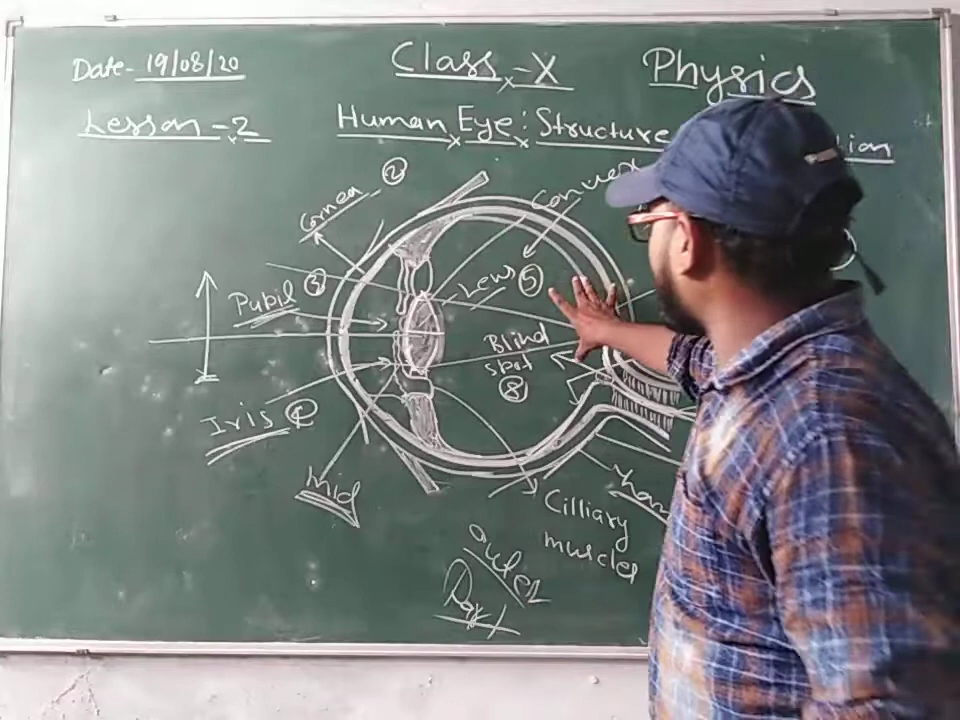 Date- 19/08/20
Class - X
Physics
Lesson - 2
Human Eye: Structure
Cornea 2
Convex
Pupil 3
Lens 5
Blind
spot
8
Iris
Cilliary
muscles
outer
Part